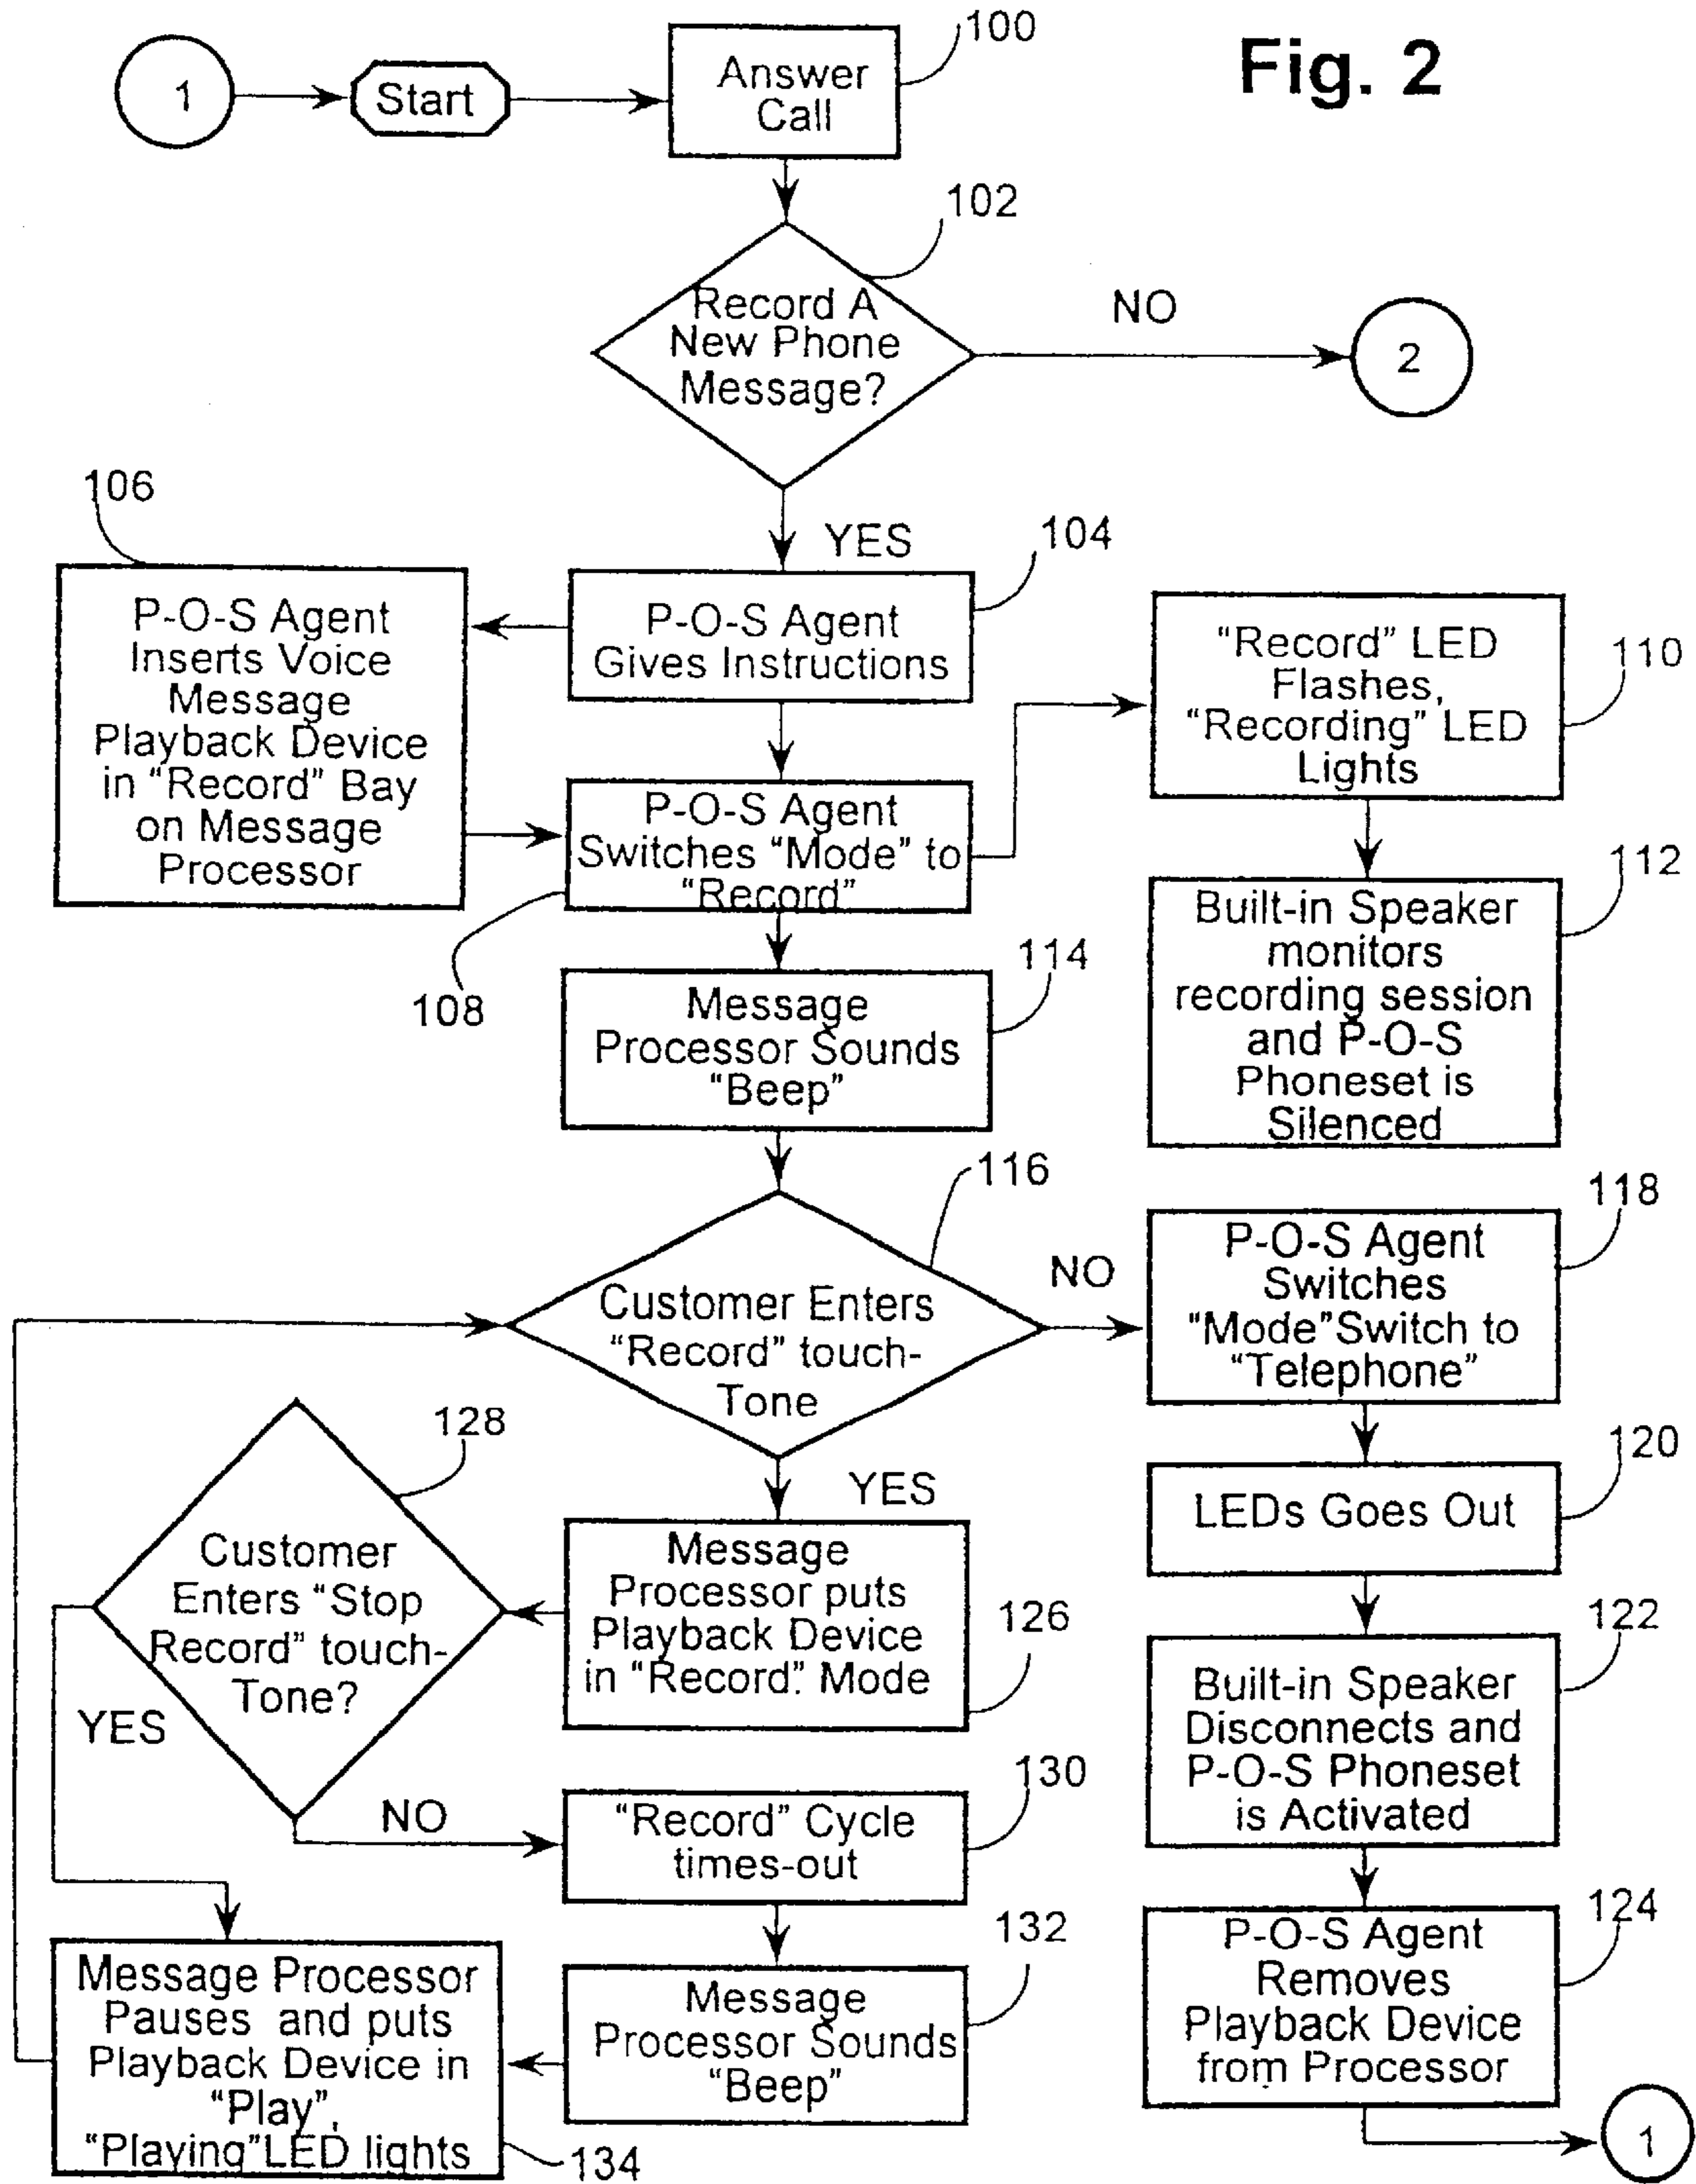 Fig. 2
1
Start
Answer
Call
100
102
Record A
New Phone
Message?
NO
2
YES
106
P-O-S Agent
Inserts Voice
Message
Playback Device
in “Record” Bay
on Message
Processor
104
P-O-S Agent
Gives Instructions
P-O-S Agent
Switches “Mode” to
“Record”
108
110
“Record” LED
Flashes,
“Recording” LED
Lights
112
Built-in Speaker
monitors
recording session
and P-O-S
Phoneset is
Silenced
114
Message
Processor Sounds
“Beep”
116
Customer Enters
“Record” touch-
Tone
NO
YES
118
P-O-S Agent
Switches
“Mode”Switch to
“Telephone”
120
LEDs Goes Out
122
Built-in Speaker
Disconnects and
P-O-S Phoneset
is Activated
124
P-O-S Agent
Removes
Playback Device
from Processor
1
126
Message
Processor puts
Playback Device
in “Record”. Mode
128
Customer
Enters “Stop
Record” touch-
Tone?
YES
NO
130
“Record” Cycle
times-out
132
Message
Processor Sounds
“Beep”
Message Processor
Pauses and puts
Playback Device in
“Play”,
“Playing”LED lights
134